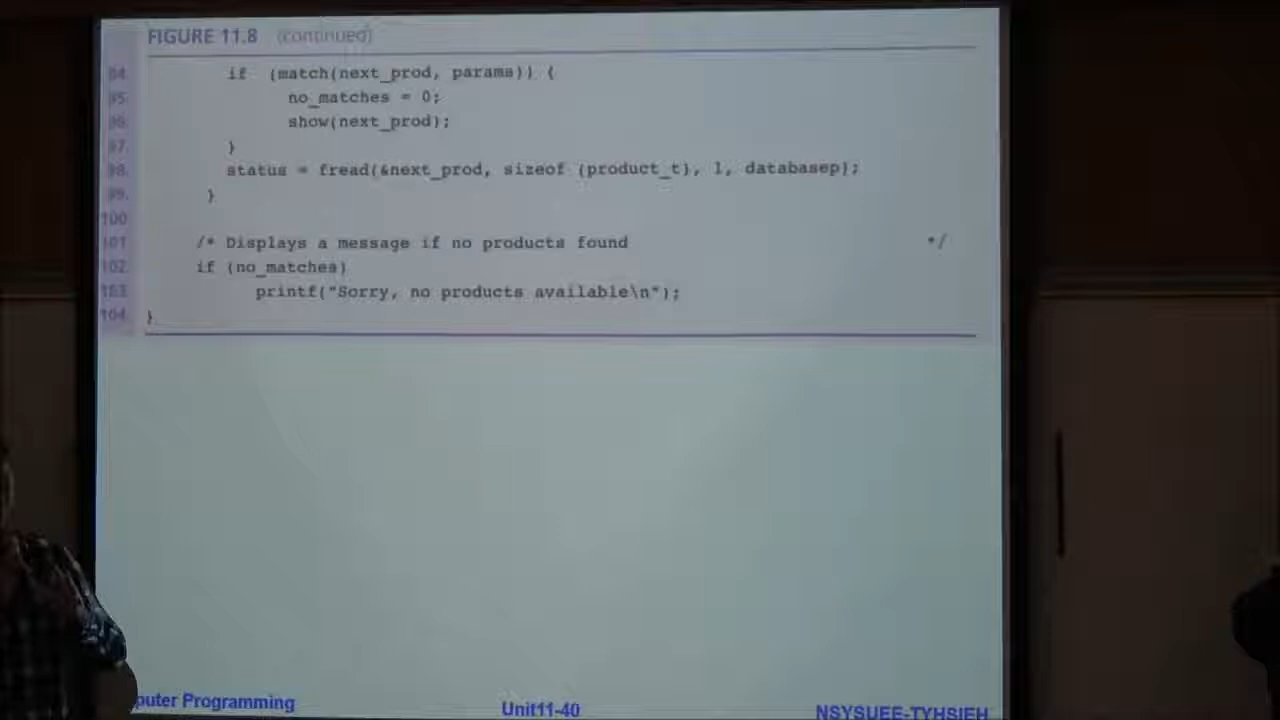 FIGURE 11.8 (continued)
94. if (match(next_prod, params)) {
95. no_matches = 0;
96. show(next_prod);
97. }
98. status = fread(&next_prod, sizeof (product_t), 1, databasep);
99. }
100.
101. /* Displays a message if no products found */
102. if (no_matches)
103. printf("Sorry, no products available\n");
104. }
puter Programming Unit11-40 NSYSUEE-TYHSIEH